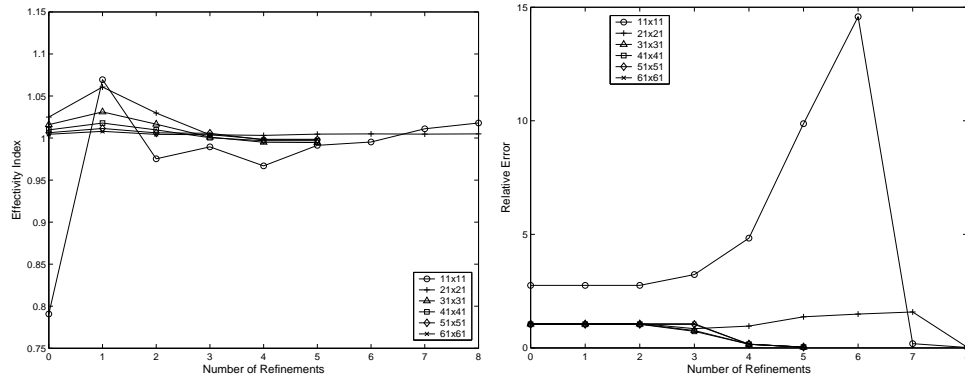 1.15
1.1
1.05
1
0.95
0.9
0.85
0.8
0.75
Effectivity Index
0 1 2 3 4 5 6 7 8
Number of Refinements
11x11
21x21
31x31
41x41
51x51
61x61
15
10
5
0
Relative Error
0 1 2 3 4 5 6 7
Number of Refinements
11x11
21x21
31x31
41x41
51x51
61x61